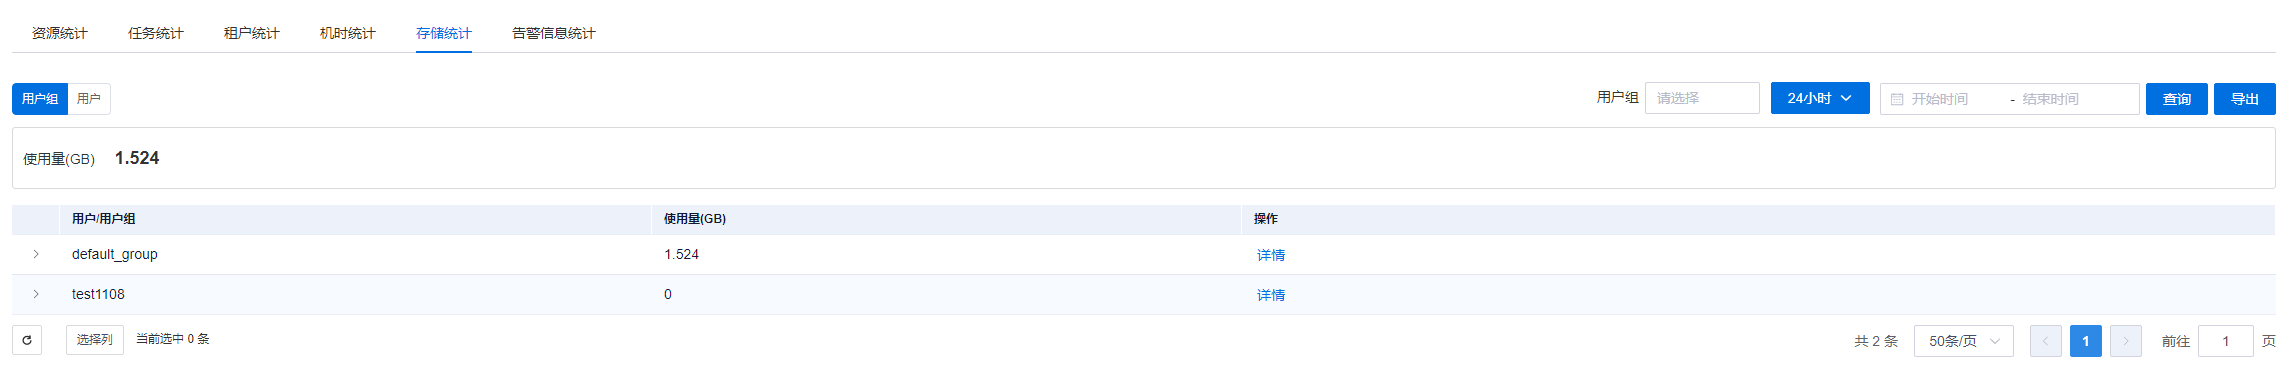 资源统计 任务统计 租户统计 机时统计 存储统计 告警信息统计
用户组 用户 用户组 请选择 24小时 开始时间 - 结束时间 查询 导出
使用量(GB) 1.524
用户/用户组 使用量(GB) 操作
default_group 1.524 详情
test1108 0 详情
选择列 当前选中 0 条 共 2 条 50条/页 1 前往 1 页